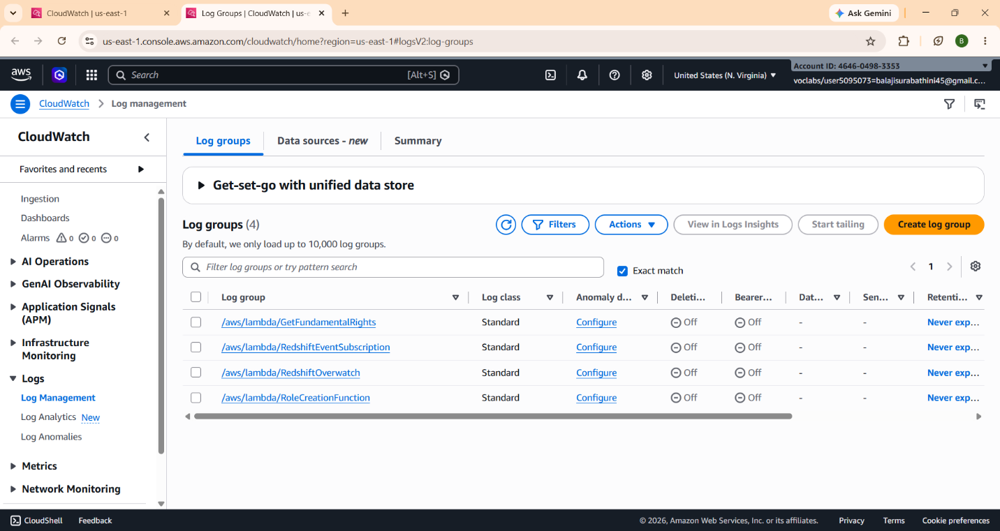 CloudWatch | us-east-1
Log Groups | CloudWatch | us-e
Ask Gemini
us-east-1.console.aws.amazon.com/cloudwatch/home?region=us-east-1#logsV2:log-groups
B
aws
Search
[Alt+S]
United States (N. Virginia)
Account ID: 4646-0498-3353
voclabs/user5095073=balajisurabathini45@gmail.c...
CloudWatch
Log management
CloudWatch
Favorites and recents
Ingestion
Dashboards
Alarms 0 0 0
AI Operations
GenAI Observability
Application Signals
(APM)
Infrastructure
Monitoring
Logs
Log Management
Log Analytics New
Log Anomalies
Metrics
Network Monitoring
Log groups
Data sources - new
Summary
Get-set-go with unified data store
Log groups (4)
Filters
Actions
View in Logs Insights
Start tailing
Create log group
By default, we only load up to 10,000 log groups.
Filter log groups or try pattern search
Exact match
1
Log group Log class Anomaly d... Deleti... Bearer... Dat... Sen... Retenti...
/aws/lambda/GetFundamentalRights Standard Configure Off Off - - Never exp...
/aws/lambda/RedshiftEventSubscription Standard Configure Off Off - - Never exp...
/aws/lambda/RedshiftOverwatch Standard Configure Off Off - - Never exp...
/aws/lambda/RoleCreationFunction Standard Configure Off Off - - Never exp...
CloudShell
Feedback
© 2026, Amazon Web Services, Inc. or its affiliates.
Privacy
Terms
Cookie preferences